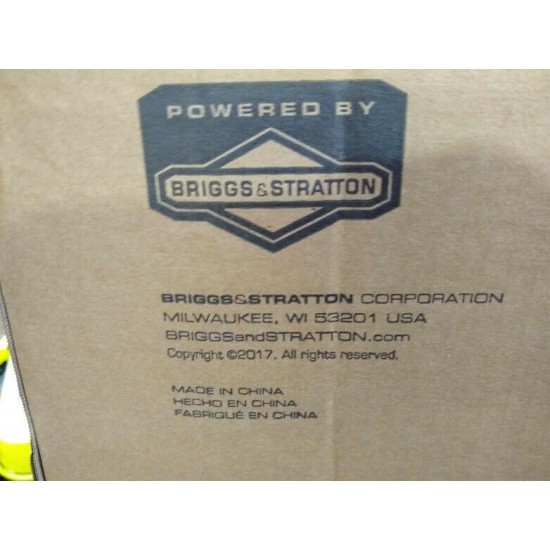 POWERED BY
BRIGGS&STRATTON
BRIGGS&STRATTON CORPORATION
MILWAUKEE, WI 53201 USA
BRIGGSandSTRATTON.com
Copyright ©2017. All rights reserved.
MADE IN CHINA
HECHO EN CHINA
FABRIQUÉ EN CHINA